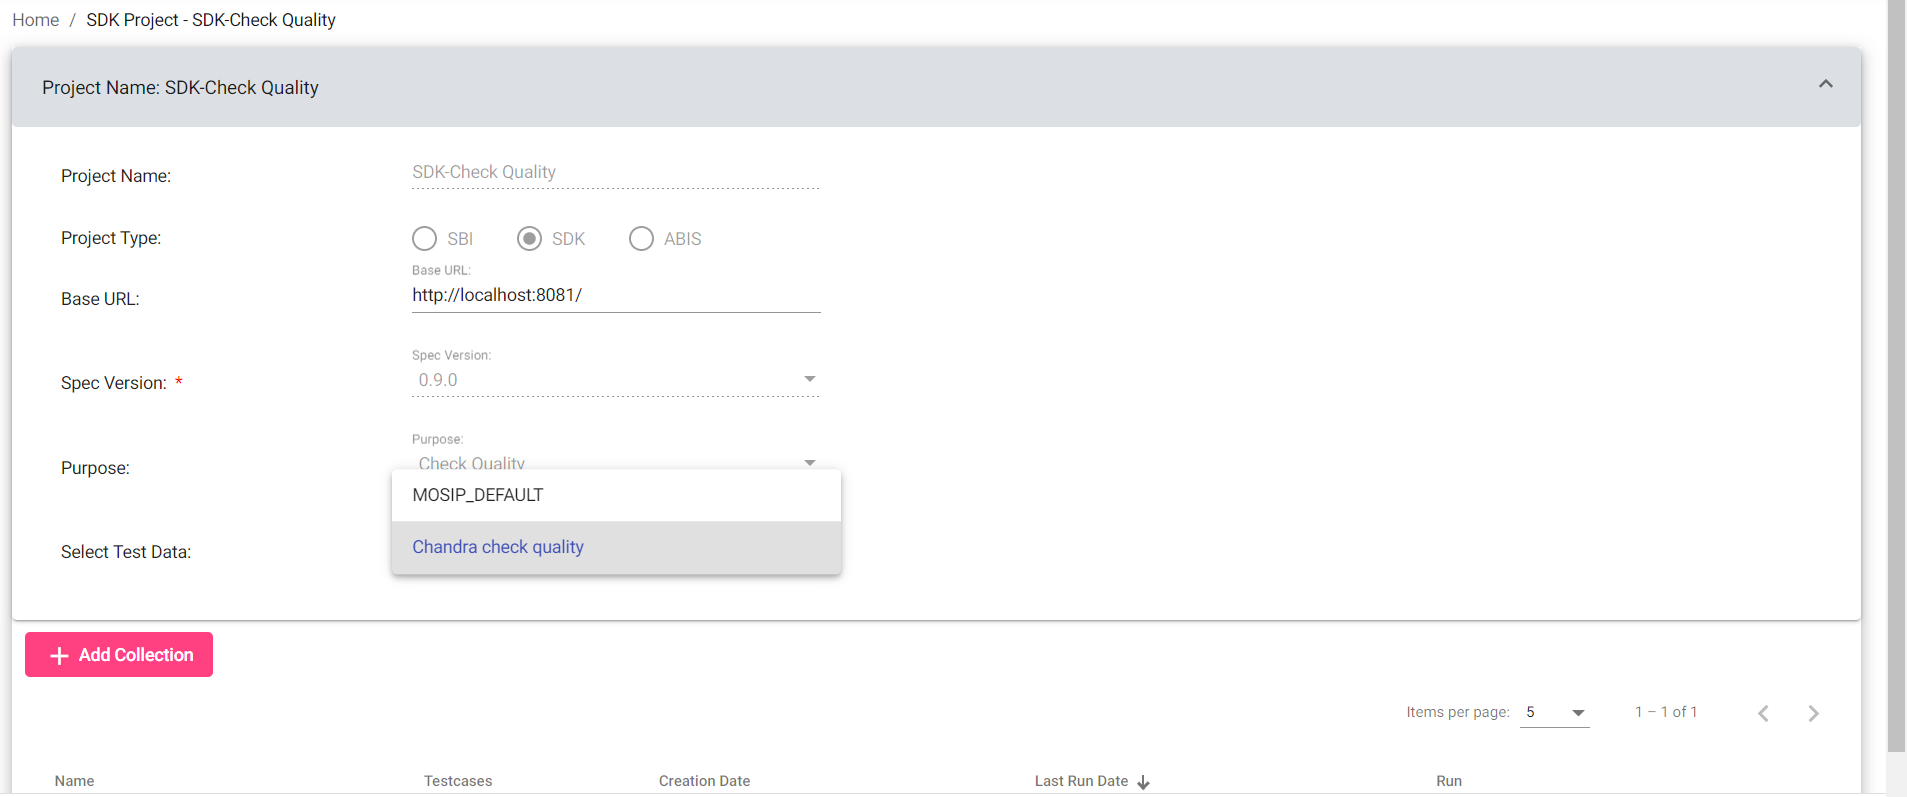 Home / SDK Project - SDK-Check Quality
Project Name: SDK-Check Quality
Project Name: SDK-Check Quality
Project Type: SBI SDK ABIS
Base URL:
Base URL: http://localhost:8081/
Spec Version:
Spec Version: * 0.9.0
Purpose:
Purpose: Check Quality
MOSIP_DEFAULT
Select Test Data: Chandra check quality
+ Add Collection
Items per page: 5 1 – 1 of 1
Name Testcases Creation Date Last Run Date Run